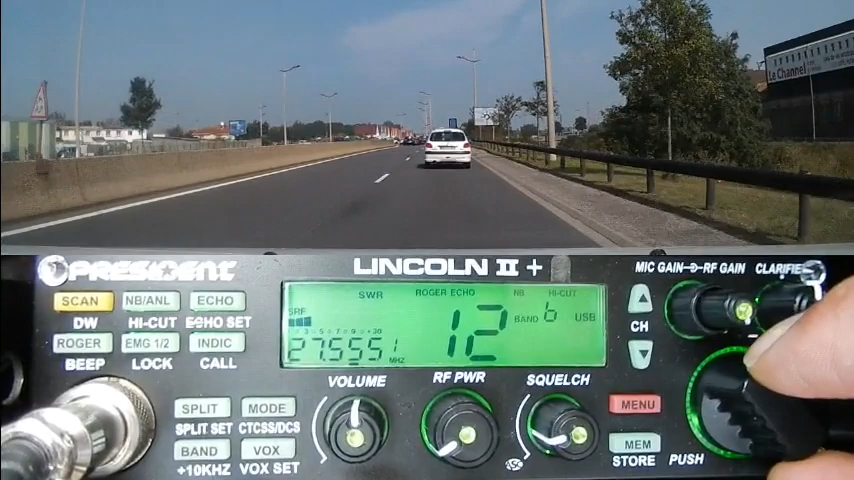 Le Channel
PRESIDENT
LINCOLN II +
MIC GAIN
RF GAIN
CLARIFIER
SCAN
NB/ANL
ECHO
DW
HI-CUT
ECHO SET
ROGER
EMG 1/2
INDIC
BEEP
LOCK
CALL
SWR
ROGER ECHO
NB
HI-CUT
SRF
12
BAND
6
USB
27.5551
MHZ
CH
VOLUME
RF PWR
SQUELCH
SPLIT
MODE
SPLIT SET
CTCSS/DCS
BAND
VOX
+10KHZ
VOX SET
MENU
MEM
STORE
PUSH
ASC